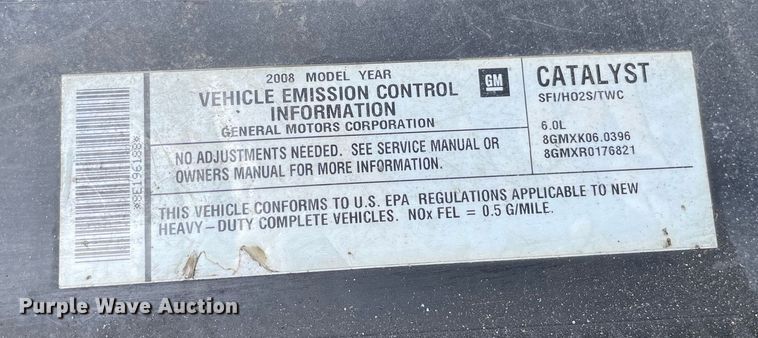 2008 MODEL YEAR
VEHICLE EMISSION CONTROL
INFORMATION
GENERAL MOTORS CORPORATION
GM
CATALYST
SFI/HO2S/TWC
6.0L
8GMXK06.0396
8GMXR0176821
NO ADJUSTMENTS NEEDED. SEE SERVICE MANUAL OR
OWNERS MANUAL FOR MORE INFORMATION.
THIS VEHICLE CONFORMS TO U.S. EPA REGULATIONS APPLICABLE TO NEW
HEAVY-DUTY COMPLETE VEHICLES. NOx FEL = 0.5 G/MILE.
*8E196188*
Purple Wave Auction